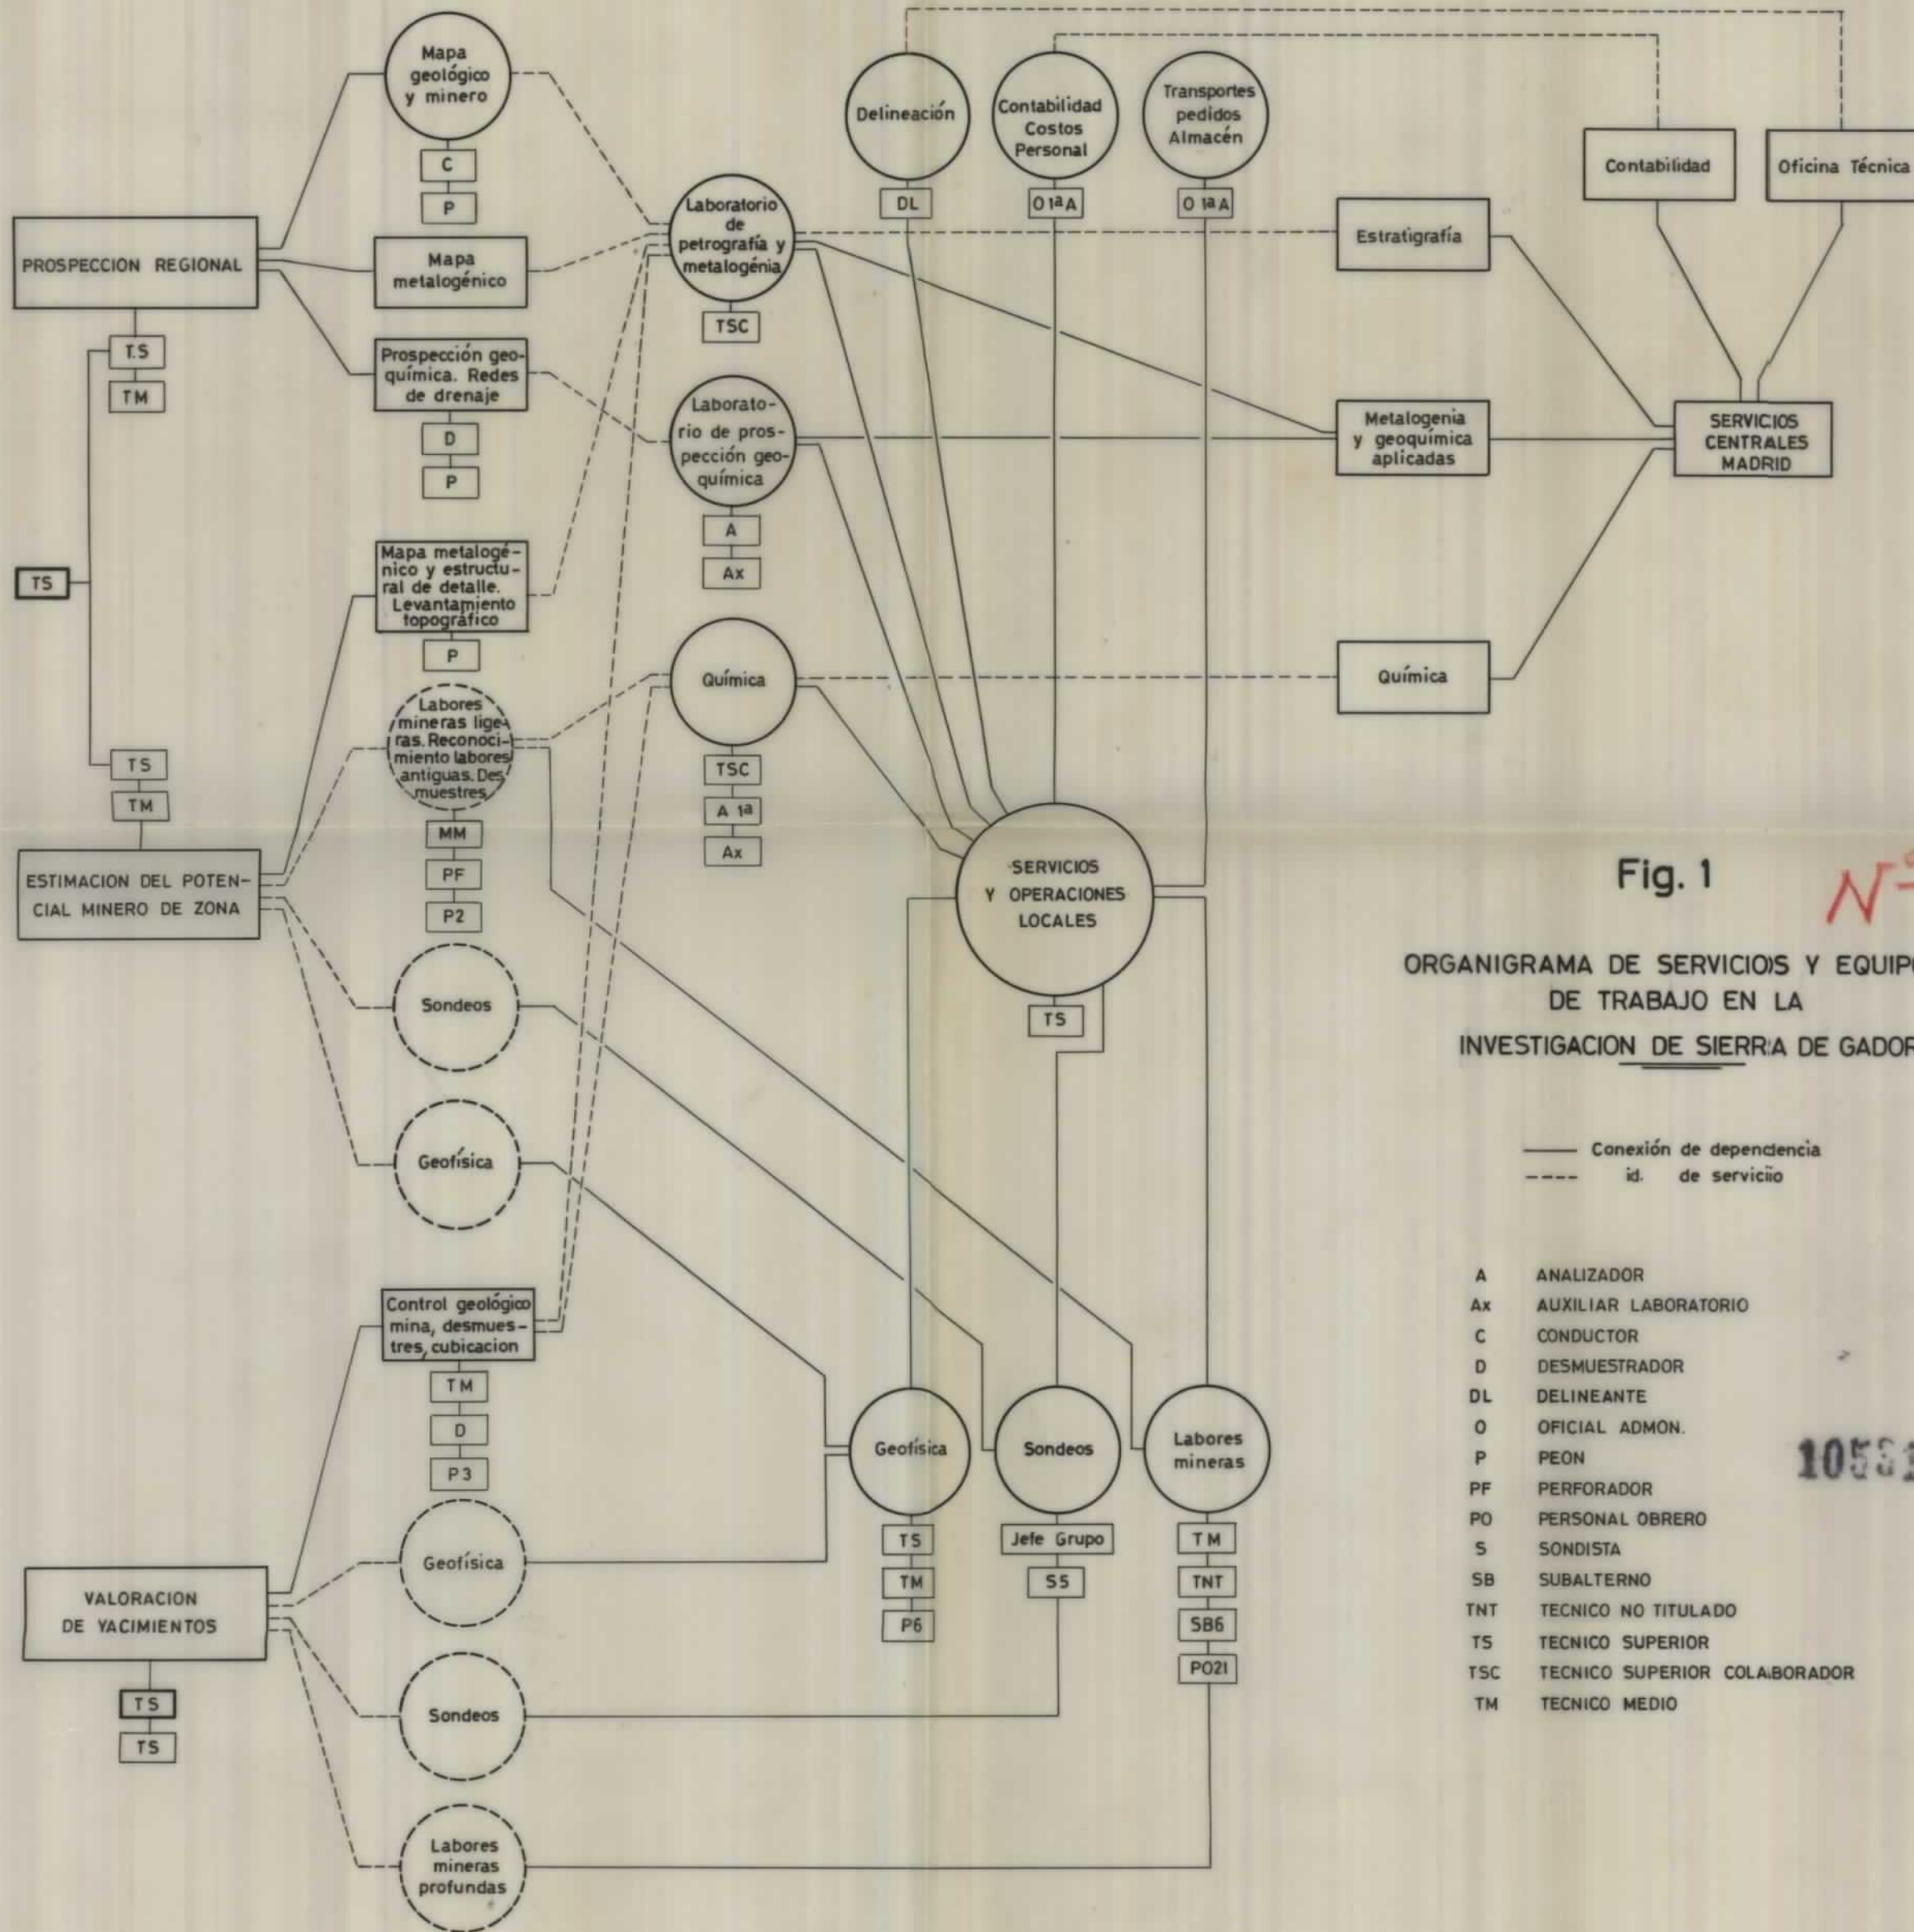 Mapa
geológico
y minero
C
P
PROSPECCION REGIONAL
T.S
TM
Mapa
metalogénico
Prospección geo-
química. Redes
de drenaje
D
P
TS
Mapa metalogé-
nico y estructu-
ral de detalle.
Levantamiento
topográfico
P
Labores
mineras lige-
ras. Reconoci-
miento labores
antiguas. Des
muestres
MM
PF
P2
TS
TM
ESTIMACION DEL POTEN-
CIAL MINERO DE ZONA
Sondeos
Geofísica
Control geológico
mina, desmues-
tres, cubicacion
TM
D
P3
VALORACION
DE YACIMIENTOS
TS
TS
Geofísica
Sondeos
Labores
mineras
profundas
Laboratorio
de
petrografía y
metalogénia
TSC
Laborato-
rio de pros-
pección geo-
química
A
Ax
Química
TSC
A 1ª
Ax
Delineación
DL
Contabilidad
Costos
Personal
O 1ª A
Transportes
pedidos
Almacén
O 1ª A
SERVICIOS
Y OPERACIONES
LOCALES
TS
Geofísica
TS
TM
P6
Sondeos
Jefe Grupo
S5
Labores
mineras
TM
TNT
SB6
PO21
Contabilidad
Oficina Técnica
Estratigrafía
Metalogenia
y geoquímica
aplicadas
Química
SERVICIOS
CENTRALES
MADRID
Fig. 1
Nº
ORGANIGRAMA DE SERVICIOS Y EQUIPO
DE TRABAJO EN LA
INVESTIGACION DE SIERRA DE GADOR
Conexión de dependencia
id. de servicio
A ANALIZADOR
Ax AUXILIAR LABORATORIO
C CONDUCTOR
D DESMUESTRADOR
DL DELINEANTE
O OFICIAL ADMON.
P PEON
PF PERFORADOR
PO PERSONAL OBRERO
S SONDISTA
SB SUBALTERNO
TNT TECNICO NO TITULADO
TS TECNICO SUPERIOR
TSC TECNICO SUPERIOR COLABORADOR
TM TECNICO MEDIO